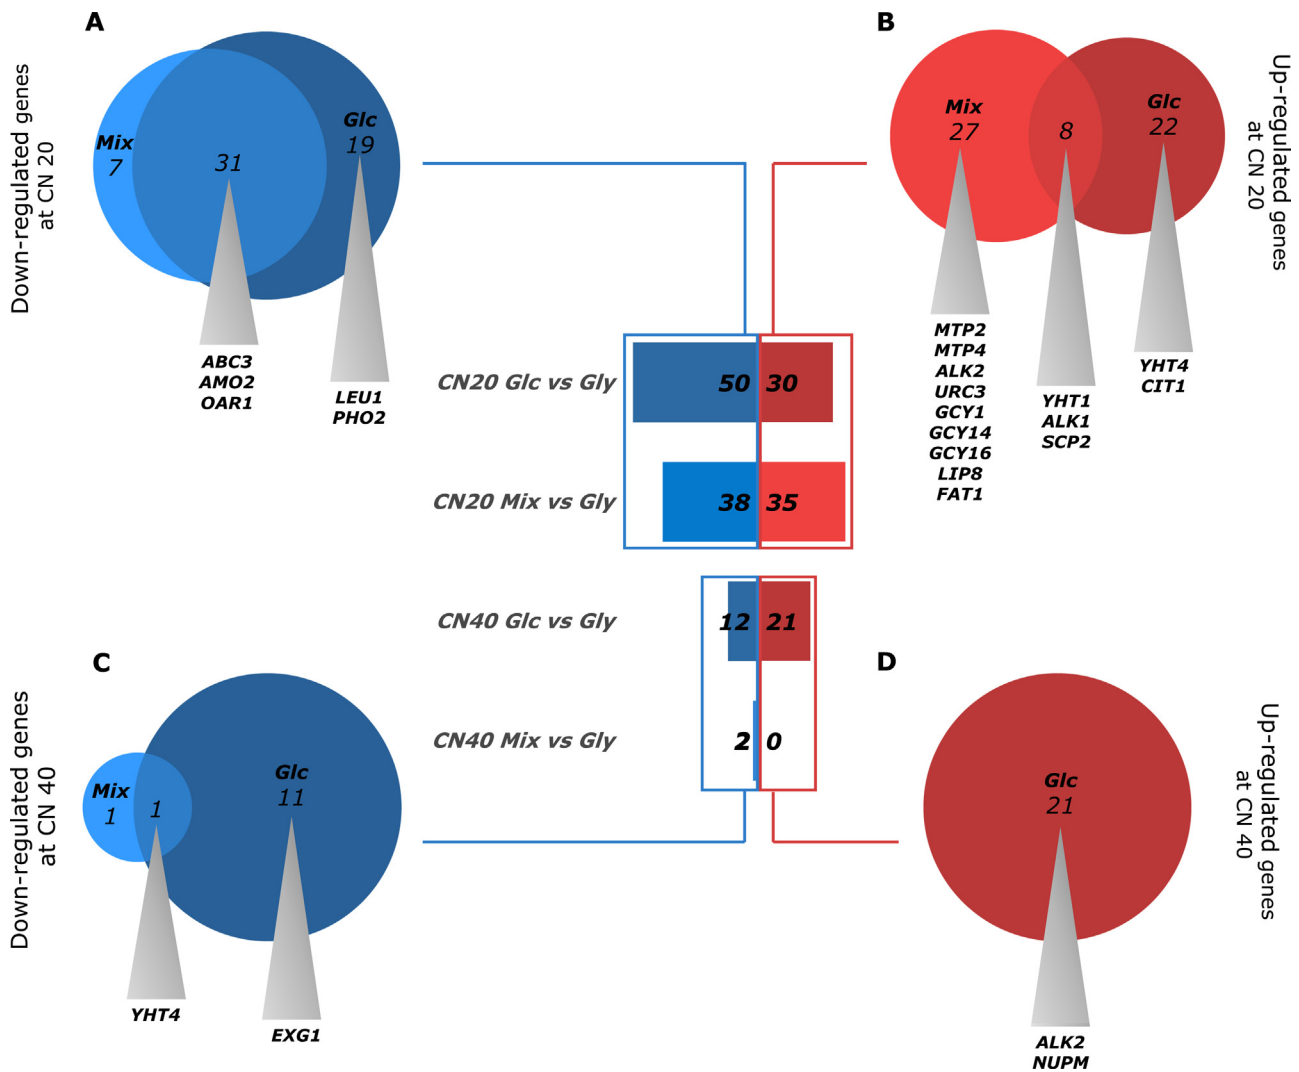 A
Down-regulated genes
at CN 20
Mix
7
31
Glc
19
ABC3
AMO2
OAR1
LEU1
PHO2
B
Up-regulated genes
at CN 20
Mix
27
8
Glc
22
MTP2
MTP4
ALK2
URC3
GCY1
GCY14
GCY16
LIP8
FAT1
YHT1
ALK1
SCP2
YHT4
CIT1
CN20 Glc vs Gly 50 30
CN20 Mix vs Gly 38 35
CN40 Glc vs Gly 12 21
CN40 Mix vs Gly 2 0
C
Down-regulated genes
at CN 40
Mix
1
1
Glc
11
YHT4
EXG1
D
Up-regulated genes
at CN 40
Glc
21
ALK2
NUPM